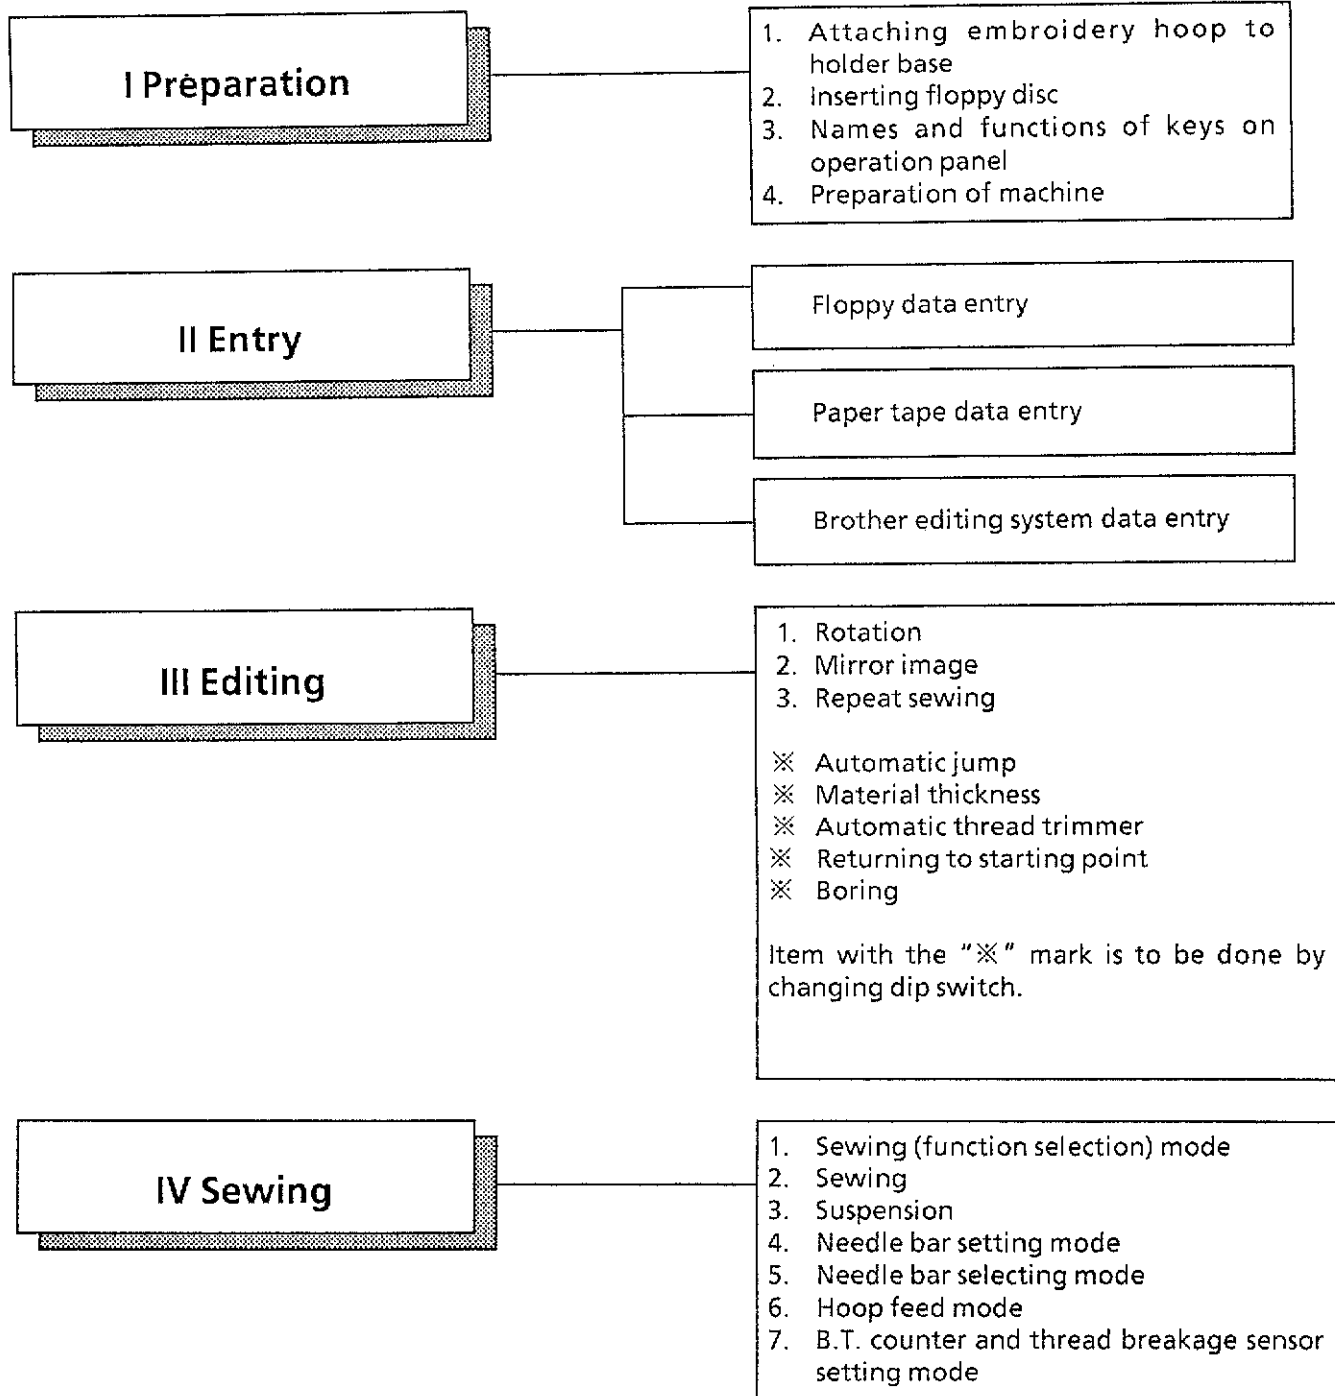 I Preparation
1. Attaching embroidery hoop to
holder base
2. Inserting floppy disc
3. Names and functions of keys on
operation panel
4. Preparation of machine
II Entry
Floppy data entry
Paper tape data entry
Brother editing system data entry
III Editing
1. Rotation
2. Mirror image
3. Repeat sewing
※ Automatic jump
※ Material thickness
※ Automatic thread trimmer
※ Returning to starting point
※ Boring
Item with the "※" mark is to be done by
changing dip switch.
IV Sewing
1. Sewing (function selection) mode
2. Sewing
3. Suspension
4. Needle bar setting mode
5. Needle bar selecting mode
6. Hoop feed mode
7. B.T. counter and thread breakage sensor
setting mode